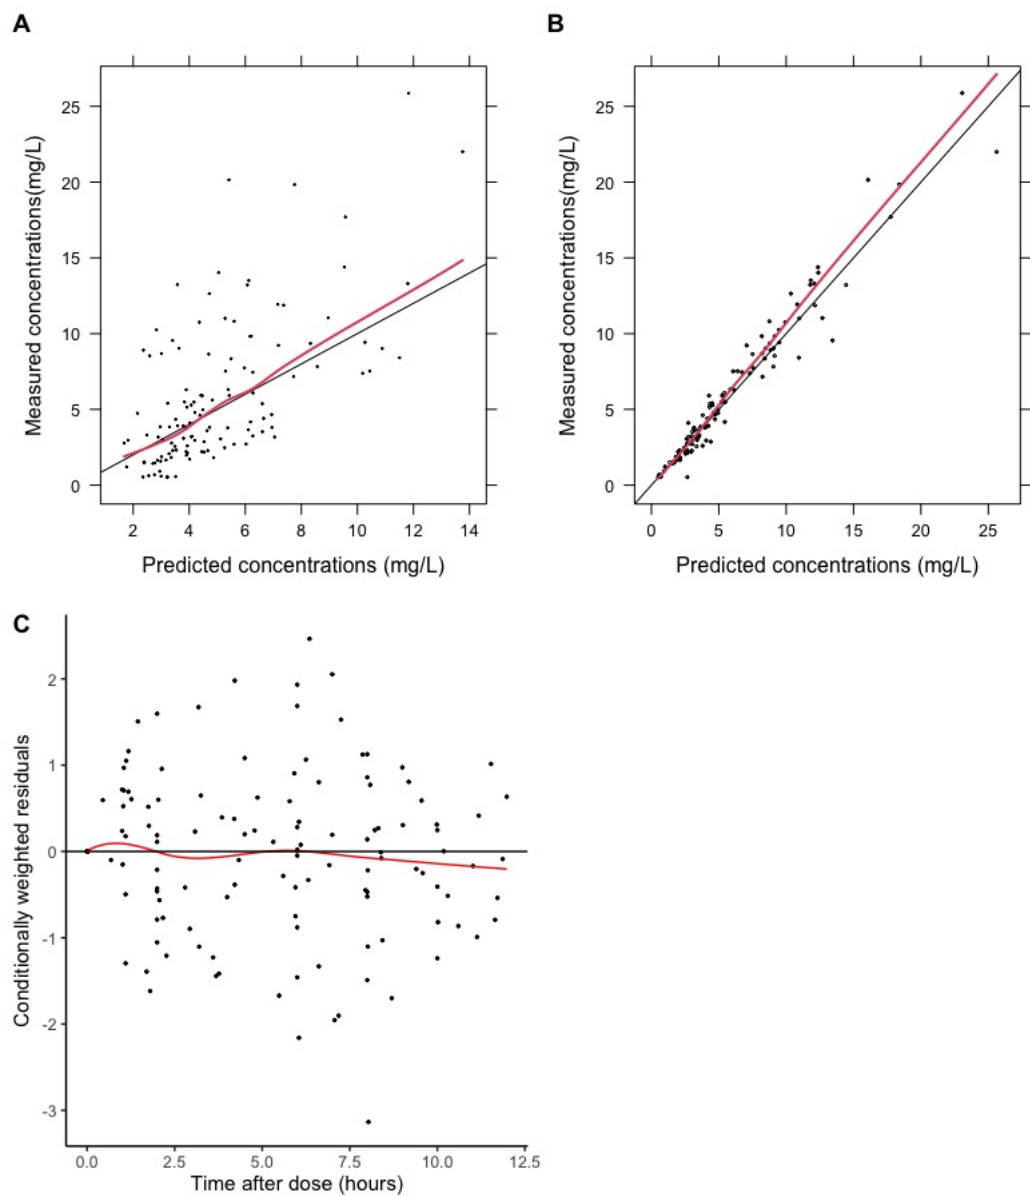 A
B
25
20
15
10
5
0
Measured concentrations(mg/L)
2 4 6 8 10 12 14
Predicted concentrations (mg/L)
25
20
15
10
5
0
Measured concentrations(mg/L)
0 5 10 15 20 25
Predicted concentrations (mg/L)
C
2
1
0
-1
-2
-3
Conditionally weighted residuals
0.0 2.5 5.0 7.5 10.0 12.5
Time after dose (hours)